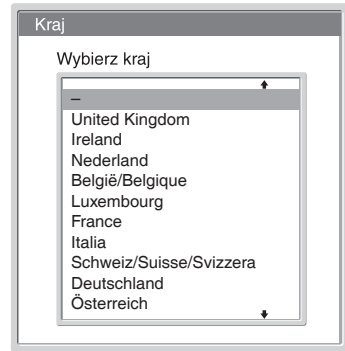 Kraj
Wybierz kraj
–
United Kingdom
Ireland
Nederland
België/Belgique
Luxembourg
France
Italia
Schweiz/Suisse/Svizzera
Deutschland
Österreich